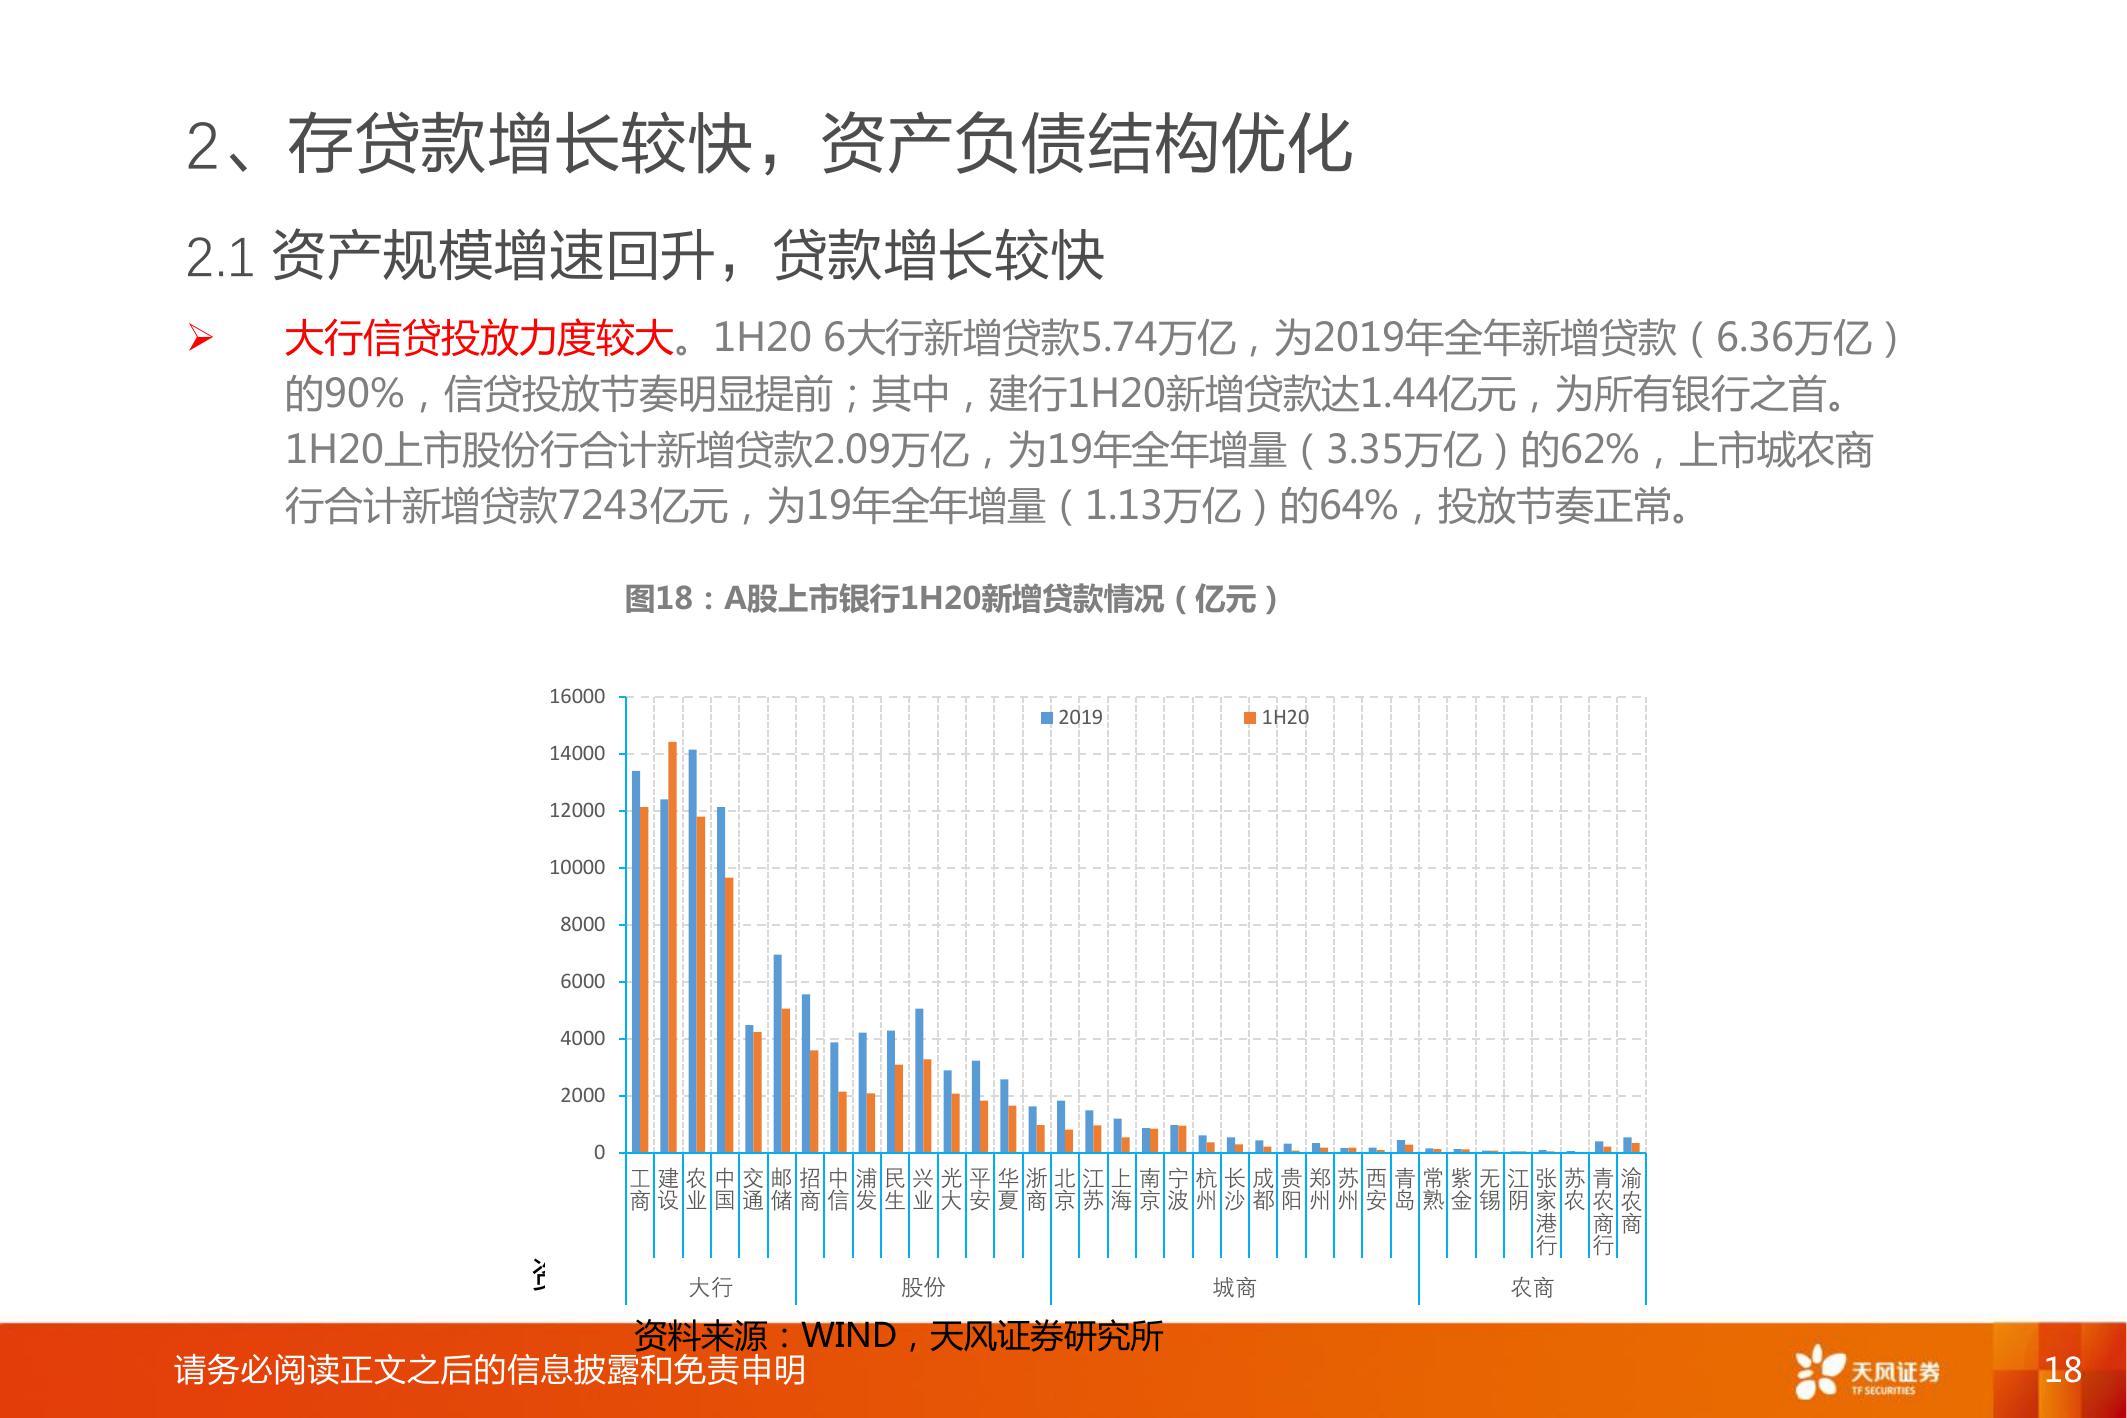 2、存贷款增长较快，资产负债结构优化
2.1 资产规模增速回升，贷款增长较快
大行信贷投放力度较大。1H20 6大行新增贷款5.74万亿，为2019年全年新增贷款（6.36万亿）
的90%，信贷投放节奏明显提前；其中，建行1H20新增贷款达1.44亿元，为所有银行之首。
1H20上市股份行合计新增贷款2.09万亿，为19年全年增量（3.35万亿）的62%，上市城农商
行合计新增贷款7243亿元，为19年全年增量（1.13万亿）的64%，投放节奏正常。
图18：A股上市银行1H20新增贷款情况（亿元）
2019 1H20
16000
14000
12000
10000
8000
6000
4000
2000
0
工商 建设 农业 中国 交通 邮储 招商 中信 浦发 民生 兴业 光大 平安 华夏 浙商 北京 江苏 上海 南京 宁波 杭州 长沙 成都 贵阳 郑州 苏州 西安 青岛 常熟 紫金 无锡 江阴 张家港行 苏农 青农商行 渝农商
大行 股份 城商 农商
资料来源：WIND，天风证券研究所
请务必阅读正文之后的信息披露和免责申明
天风证券
TF SECURITIES
18